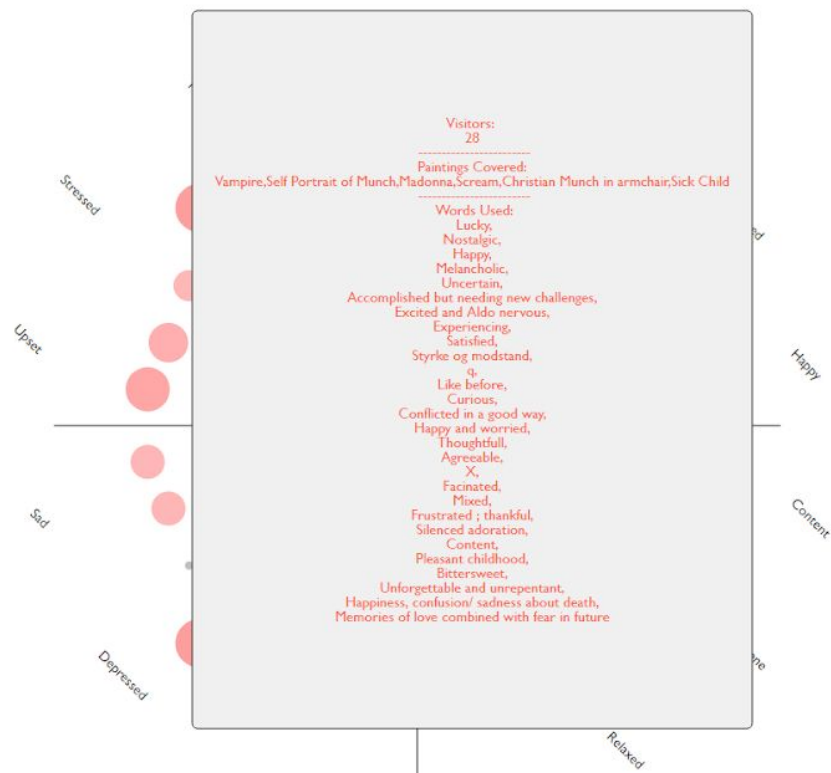 Visitors:
28
------------------------
Paintings Covered:
Vampire,Self Portrait of Munch,Madonna,Scream,Christian Munch in armchair,Sick Child
------------------------
Words Used:
Lucky,
Nostalgic,
Happy,
Melancholic,
Uncertain,
Accomplished but needing new challenges,
Excited and Aldo nervous,
Experiencing,
Satisfied,
Styrke og modstand,
q,
Like before,
Curious,
Conflicted in a good way,
Happy and worried,
Thoughtfull,
Agreeable,
X,
Facinated,
Mixed,
Frustrated ; thankful,
Silenced adoration,
Content,
Pleasant childhood,
Bittersweet,
Unforgettable and unrepentant,
Happiness, confusion/ sadness about death,
Memories of love combined with fear in future
Stressed
Upset
Sad
Depressed
Happy
Content
Relaxed